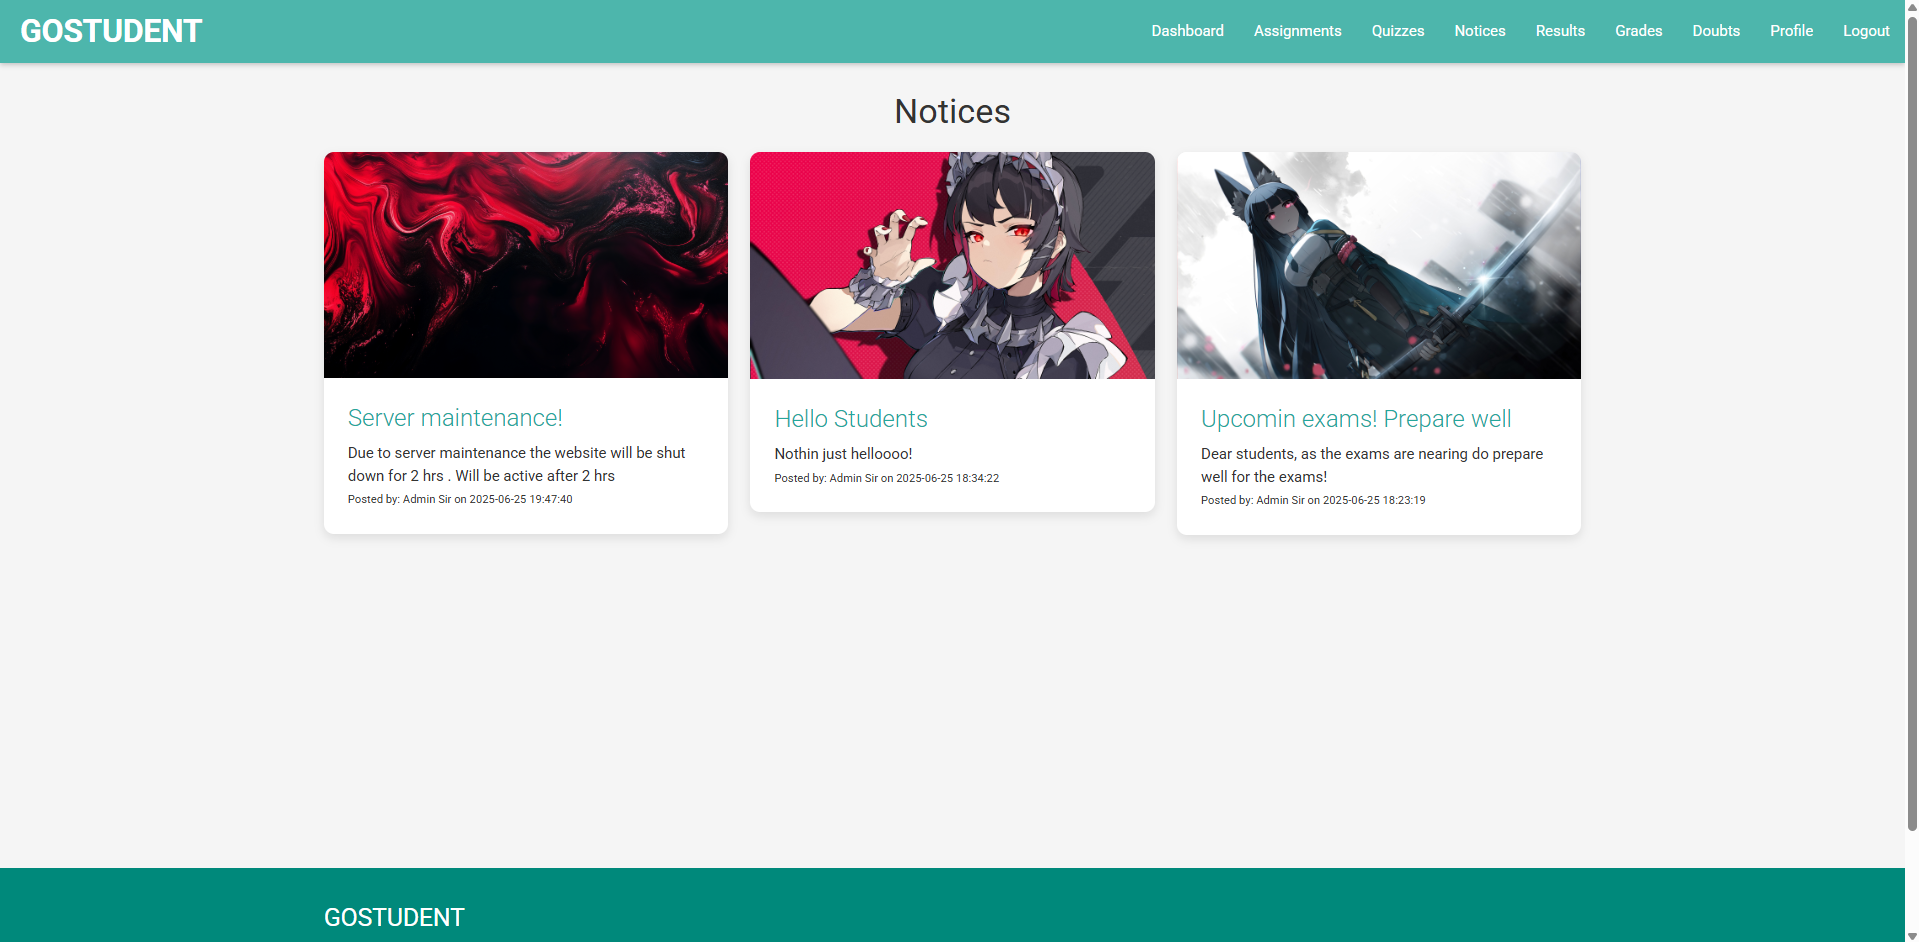 GOSTUDENT
Dashboard Assignments Quizzes Notices Results Grades Doubts Profile Logout
Notices
Server maintenance!
Due to server maintenance the website will be shut
down for 2 hrs . Will be active after 2 hrs
Posted by: Admin Sir on 2025-06-25 19:47:40
Hello Students
Nothin just helloooo!
Posted by: Admin Sir on 2025-06-25 18:34:22
Upcomin exams! Prepare well
Dear students, as the exams are nearing do prepare
well for the exams!
Posted by: Admin Sir on 2025-06-25 18:23:19
GOSTUDENT